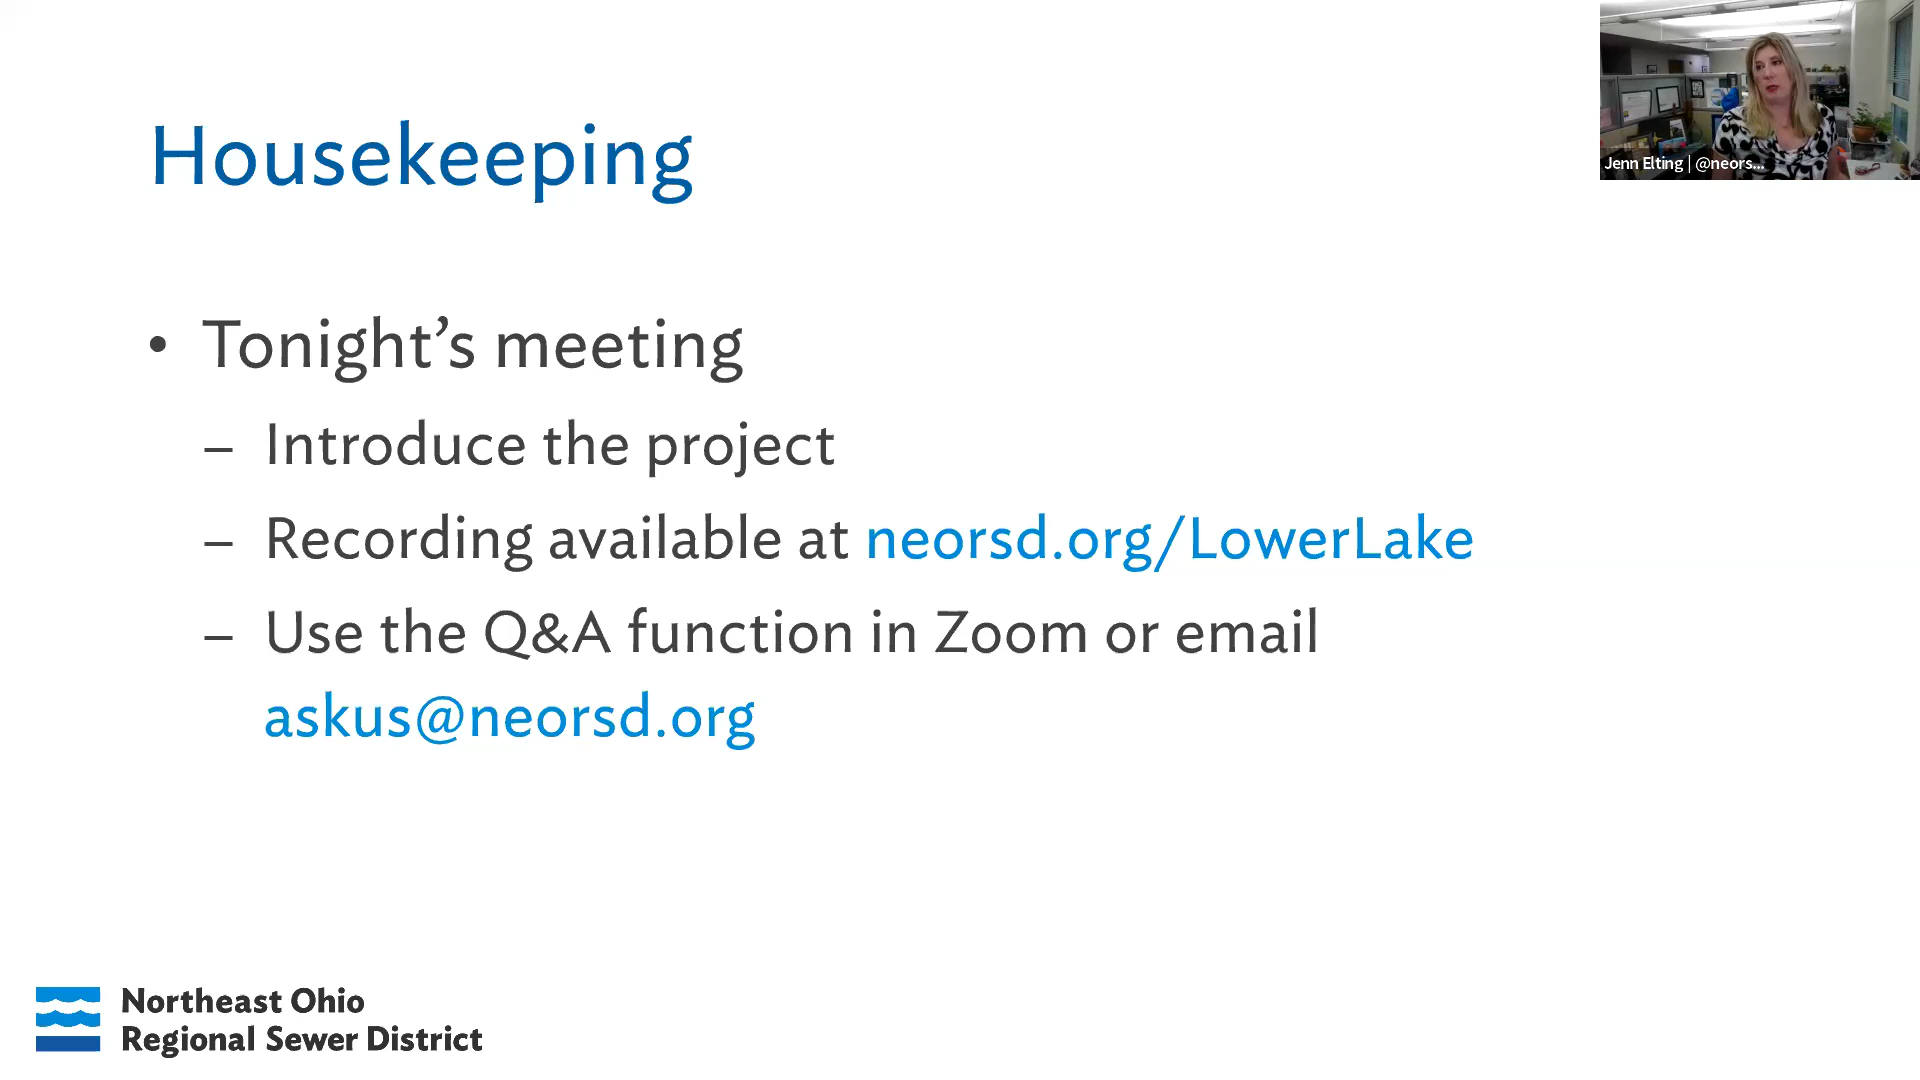 Housekeeping
Jenn Elting | @neors...
• Tonight’s meeting
– Introduce the project
– Recording available at neorsd.org/LowerLake
– Use the Q&A function in Zoom or email
askus@neorsd.org
Northeast Ohio
Regional Sewer District